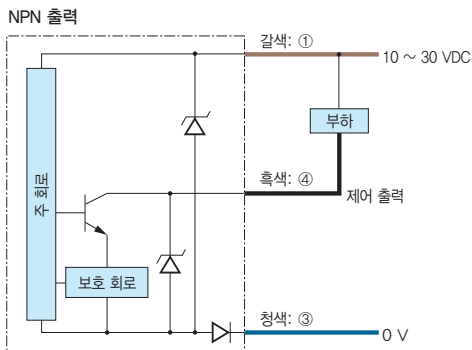 NPN 출력
갈색: ①
10 ~ 30 VDC
부하
흑색: ④
제어 출력
주 회로
보호 회로
청색: ③
0 V